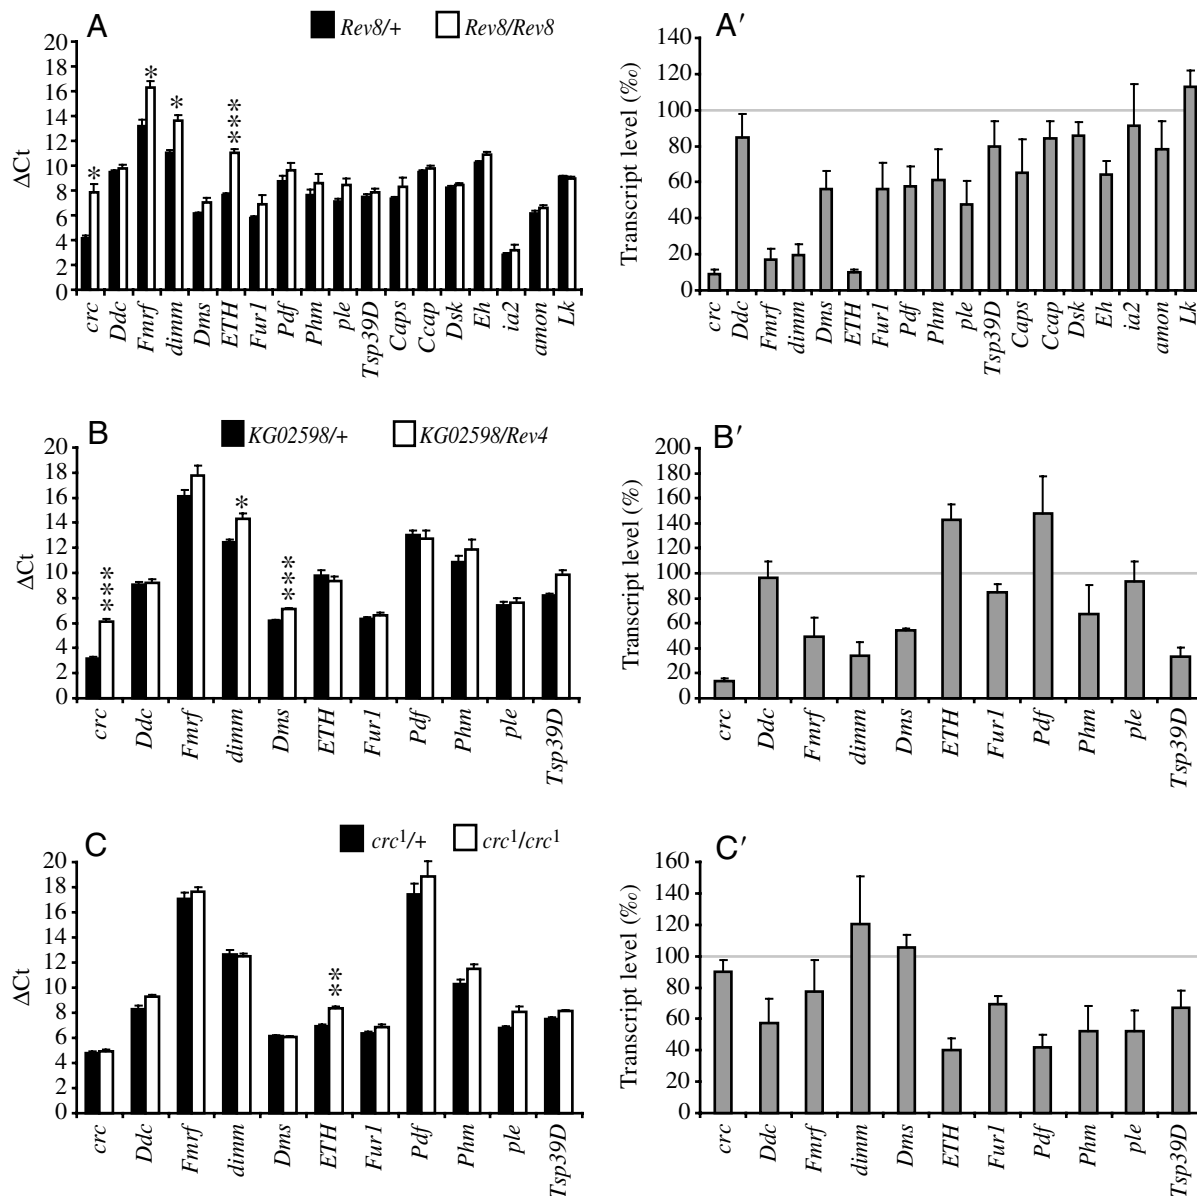 A
Rev8/+ Rev8/Rev8
ΔCt
20
18
16
14
12
10
8
6
4
2
0
* * * ***
crc Ddc Fmrf dimm Dms ETH Fur1 Pdf Phm ple Tsp39D Caps Ccap Dsk Eh ia2 amon Lk
A′
Transcript level (‰)
140
120
100
80
60
40
20
0
crc Ddc Fmrf dimm Dms ETH Fur1 Pdf Phm ple Tsp39D Caps Ccap Dsk Eh ia2 amon Lk
B
KG02598/+ KG02598/Rev4
ΔCt
20
18
16
14
12
10
8
6
4
2
0
*** * ***
crc Ddc Fmrf dimm Dms ETH Fur1 Pdf Phm ple Tsp39D
B′
Transcript level (%)
200
180
160
140
120
100
80
60
40
20
0
crc Ddc Fmrf dimm Dms ETH Fur1 Pdf Phm ple Tsp39D
C
crc¹/+ crc¹/crc¹
ΔCt
20
18
16
14
12
10
8
6
4
2
0
**
crc Ddc Fmrf dimm Dms ETH Fur1 Pdf Phm ple Tsp39D
C′
Transcript level (‰)
160
140
120
100
80
60
40
20
0
crc Ddc Fmrf dimm Dms ETH Fur1 Pdf Phm ple Tsp39D